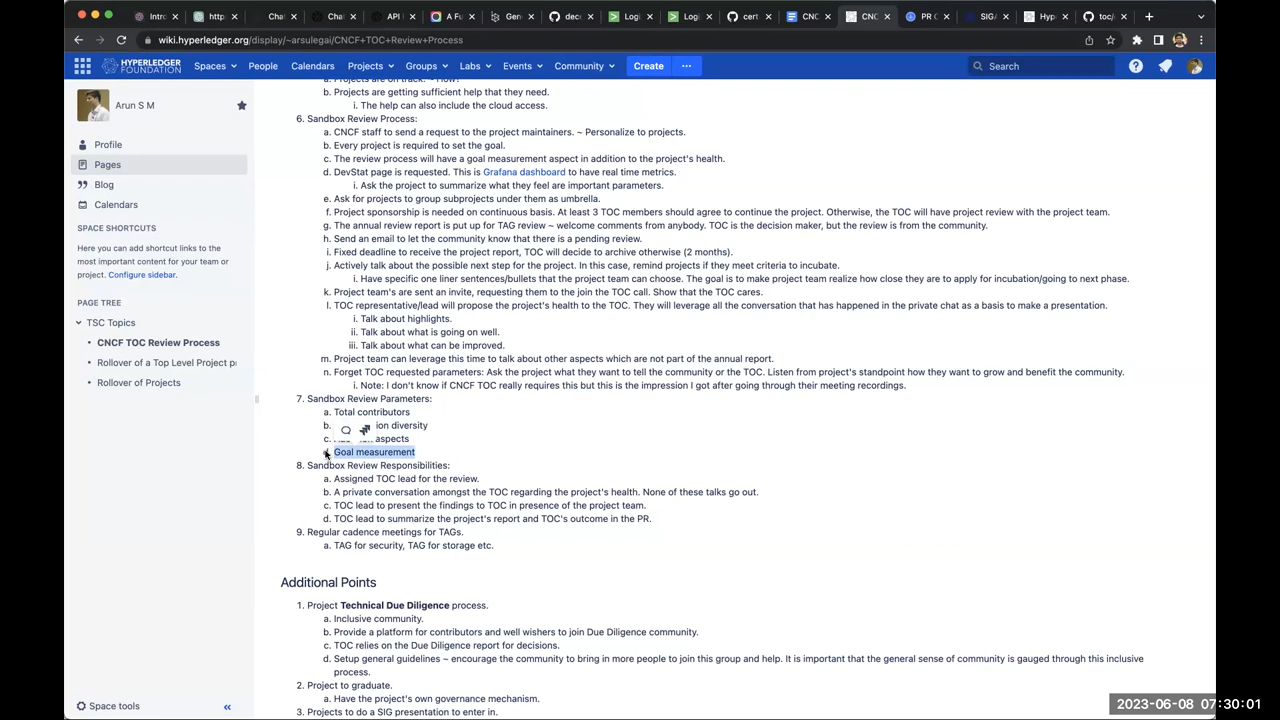 Intro
http
Chat
Cha
API
A Fu
Gen
dec
Logi
Logi
cert
CNC
CNC
PR
SIG
Hype
toc/
wiki.hyperledger.org/display/~arsulegai/CNCF+TOC+Review+Process
HYPERLEDGER FOUNDATION
Spaces People Calendars Projects Groups Labs Events Community Create ... Search
Arun S M
Profile
Pages
Blog
Calendars
SPACE SHORTCUTS
Here you can add shortcut links to the
most important content for your team or
project. Configure sidebar.
PAGE TREE
TSC Topics
CNCF TOC Review Process
Rollover of a Top Level Project
Rollover of Projects
Space tools
a. Projects are on track. ~ How?
b. Projects are getting sufficient help that they need.
i. The help can also include the cloud access.
6. Sandbox Review Process:
a. CNCF staff to send a request to the project maintainers. ~ Personalize to projects.
b. Every project is required to set the goal.
c. The review process will have a goal measurement aspect in addition to the project's health.
d. DevStat page is requested. This is Grafana dashboard to have real time metrics.
i. Ask the project to summarize what they feel are important parameters.
e. Ask for projects to group subprojects under them as umbrella.
f. Project sponsorship is needed on continuous basis. At least 3 TOC members should agree to continue the project. Otherwise, the TOC will have project review with the project team.
g. The annual review report is put up for TAG review ~ welcome comments from anybody. TOC is the decision maker, but the review is from the community.
h. Send an email to let the community know that there is a pending review.
i. Fixed deadline to receive the project report, TOC will decide to archive otherwise (2 months).
j. Actively talk about the possible next step for the project. In this case, remind projects if they meet criteria to incubate.
i. Have specific one liner sentences/bullets that the project team can choose. The goal is to make project team realize how close they are to apply for incubation/going to next phase.
k. Project team's are sent an invite, requesting them to the join the TOC call. Show that the TOC cares.
l. TOC representative/lead will propose the project's health to the TOC. They will leverage all the conversation that has happened in the private chat as a basis to make a presentation.
i. Talk about highlights.
ii. Talk about what is going on well.
iii. Talk about what can be improved.
m. Project team can leverage this time to talk about other aspects which are not part of the annual report.
n. Forget TOC requested parameters: Ask the project what they want to tell the community or the TOC. Listen from project's standpoint how they want to grow and benefit the community.
i. Note: I don't know if CNCF TOC really requires this but this is the impression I got after going through their meeting recordings.
7. Sandbox Review Parameters:
a. Total contributors
b. ion diversity
c. aspects
Goal measurement
8. Sandbox Review Responsibilities:
a. Assigned TOC lead for the review.
b. A private conversation amongst the TOC regarding the project's health. None of these talks go out.
c. TOC lead to present the findings to TOC in presence of the project team.
d. TOC lead to summarize the project's report and TOC's outcome in the PR.
9. Regular cadence meetings for TAGs.
a. TAG for security, TAG for storage etc.
Additional Points
1. Project Technical Due Diligence process.
a. Inclusive community.
b. Provide a platform for contributors and well wishers to join Due Diligence community.
c. TOC relies on the Due Diligence report for decisions.
d. Setup general guidelines ~ encourage the community to bring in more people to join this group and help. It is important that the general sense of community is gauged through this inclusive
process.
2. Project to graduate.
a. Have the project's own governance mechanism.
3. Projects to do a SIG presentation to enter in.
2023-06-08 07:30:01